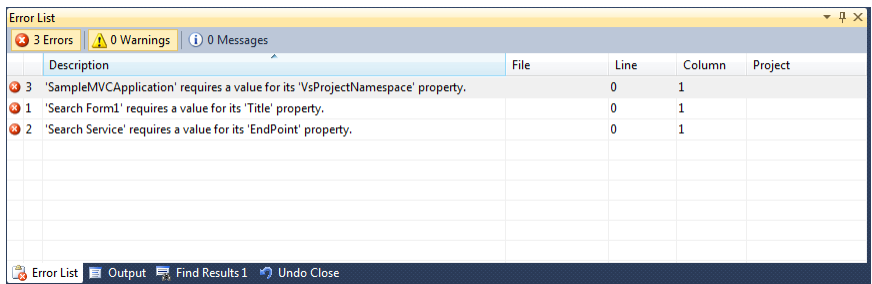 Error List
3 Errors 0 Warnings 0 Messages
Description File Line Column Project
3 'SampleMVCApplication' requires a value for its 'VsProjectNamespace' property. 0 1
1 'Search Form1' requires a value for its 'Title' property. 0 1
2 'Search Service' requires a value for its 'EndPoint' property. 0 1
Error List Output Find Results 1 Undo Close